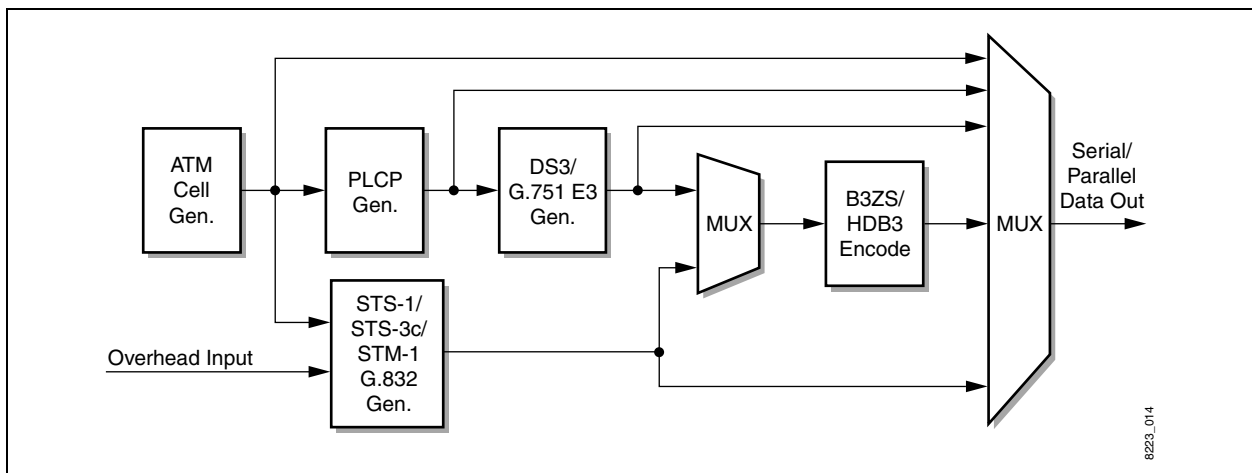 ATM
Cell
Gen.
PLCP
Gen.
DS3/
G.751 E3
Gen.
MUX
B3ZS/
HDB3
Encode
MUX
Serial/
Parallel
Data Out
Overhead Input
STS-1/
STS-3c/
STM-1
G.832
Gen.
8223_014